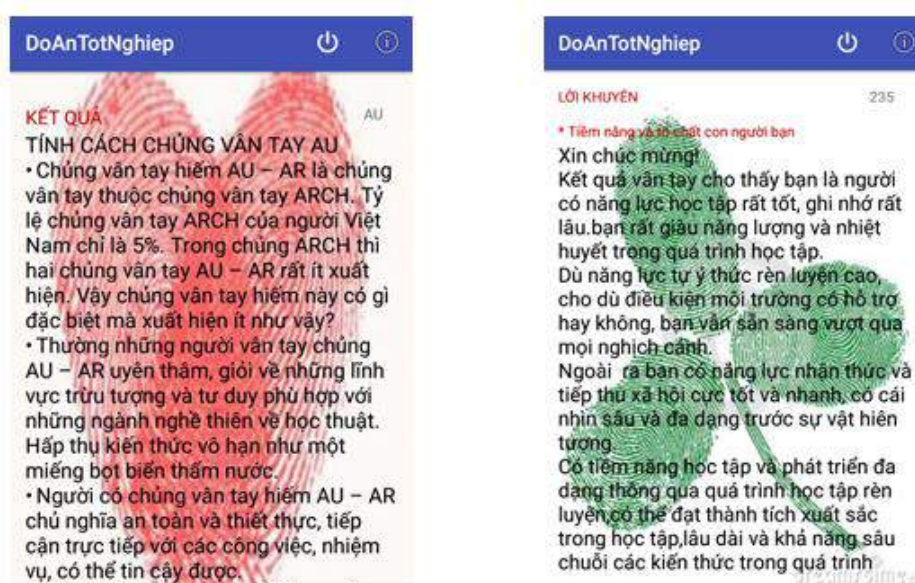 DoAnTotNghiep
KẾT QUẢ
AU
TÍNH CÁCH CHỦNG VÂN TAY AU
• Chủng vân tay hiếm AU – AR là chủng
vân tay thuộc chủng vân tay ARCH. Tỷ
lệ chủng vân tay ARCH của người Việt
Nam chỉ là 5%. Trong chủng ARCH thì
hai chủng vân tay AU – AR rất ít xuất
hiện. Vậy chủng vân tay hiếm này có gì
đặc biệt mà xuất hiện ít như vậy?
• Thường những người vân tay chủng
AU – AR uyên thâm, giỏi về những lĩnh
vực trừu tượng và tư duy phù hợp với
những ngành nghề thiên về học thuật.
Hấp thụ kiến thức vô hạn như một
miếng bọt biển thấm nước.
• Người có chủng vân tay hiếm AU – AR
chủ nghĩa an toàn và thiết thực, tiếp
cận trực tiếp với các công việc, nhiệm
vụ, có thể tin cậy được.
DoAnTotNghiep
LỜI KHUYÊN
235
* Tiềm năng và tố chất con người bạn
Xin chúc mừng!
Kết quả vân tay cho thấy bạn là người
có năng lực học tập rất tốt, ghi nhớ rất
lâu.bạn rất giàu năng lượng và nhiệt
huyết trong quá trình học tập.
Dù năng lực tự ý thức rèn luyện cao,
cho dù điều kiện môi trường có hỗ trợ
hay không, bạn vẫn sẵn sàng vượt qua
mọi nghịch cảnh.
Ngoài ra bạn có năng lực nhận thức và
tiếp thu xã hội cực tốt và nhanh, có cái
nhìn sâu và đa dạng trước sự vật hiên
tượng
Có tiềm năng học tập và phát triển đa
dạng thông qua quá trình học tập rèn
luyện,có thể đạt thành tích xuất sắc
trong học tập,lâu dài và khả năng sâu
chuỗi các kiến thức trong quá trình